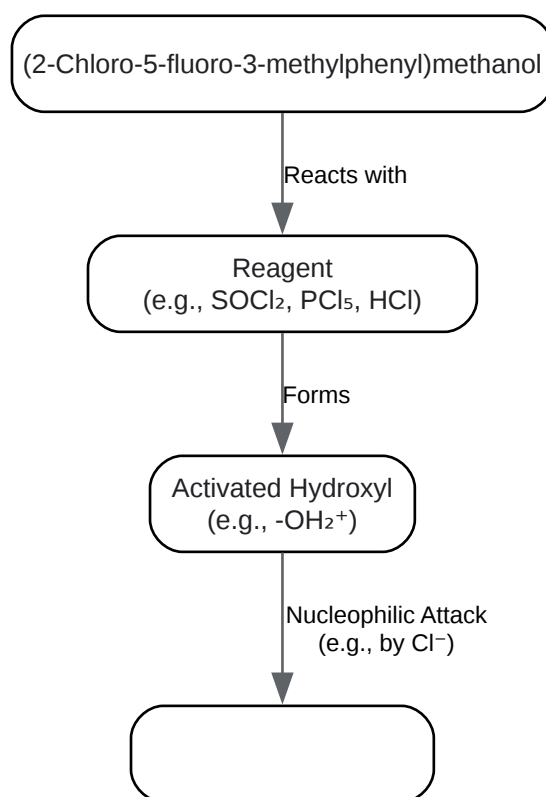 (2-Chloro-5-fluoro-3-methylphenyl)methanol
Reacts with
Reagent
(e.g., SOCl₂, PCl₅, HCl)
Forms
Activated Hydroxyl
(e.g., -OH₂⁺)
Nucleophilic Attack
(e.g., by Cl⁻)